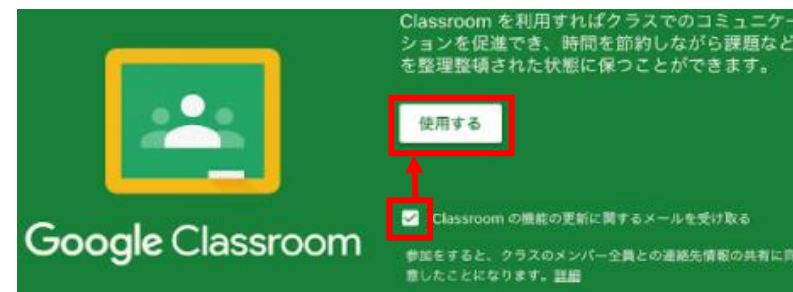 Classroom を利用すればクラスでのコミュニケー
ションを促進でき、時間を節約しながら課題など
を整理整頓された状態に保つことができます。
使用する
Classroom の機能の更新に関するメールを受け取る
Google Classroom
参加をすると、クラスのメンバー全員との連絡先情報の共有に同
意したことになります。詳細